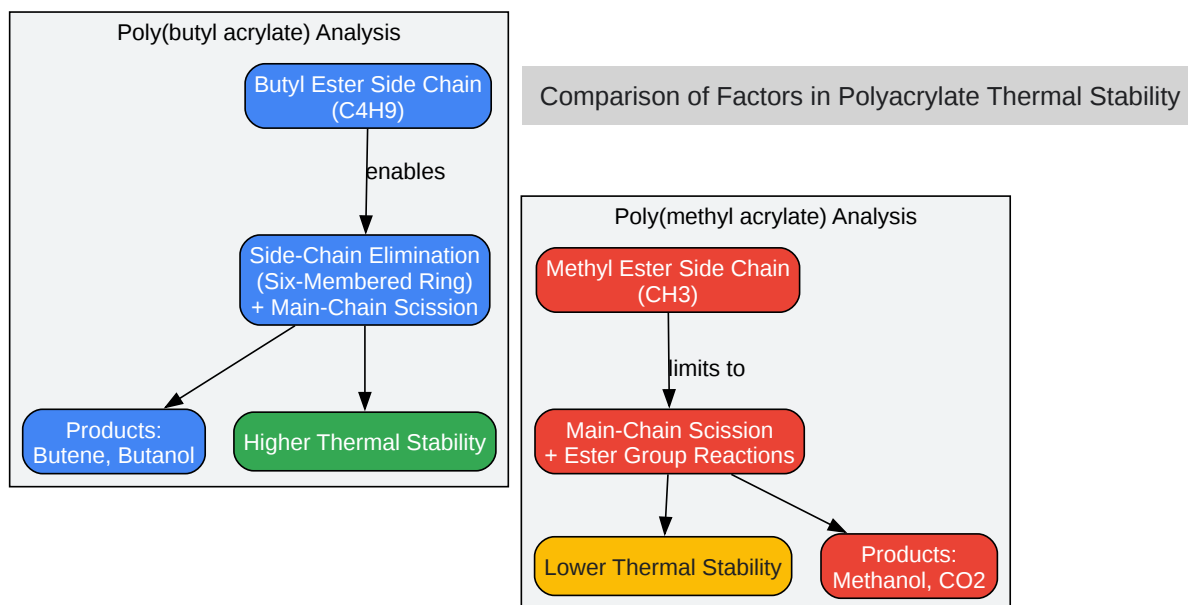 Poly(butyl acrylate) Analysis
Butyl Ester Side Chain
(C4H9)
enables
Side-Chain Elimination
(Six-Membered Ring)
+ Main-Chain Scission
Products:
Butene, Butanol
Higher Thermal Stability
Comparison of Factors in Polyacrylate Thermal Stability
Poly(methyl acrylate) Analysis
Methyl Ester Side Chain
(CH3)
limits to
Main-Chain Scission
+ Ester Group Reactions
Lower Thermal Stability
Products:
Methanol, CO2